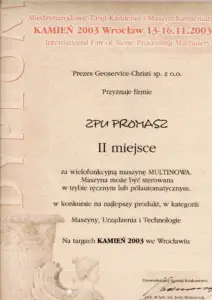 Międzynarodowe Targi Kamienia i Maszyn Kamieniarskich
KAMIEŃ 2003 Wrocław 13-16.11.2003
International Fair of Stone Processing Machinery
DYPLOM
Prezes Geoservice-Christi sp. z o.o.
Przyznaje firmie
ZPU PROMASZ
II miejsce
za wielofunkcyjną maszynę MULTINOWA.
Maszyna może być sterowana
w trybie ręcznym lub półautomatycznym.
w konkursie na najlepszy produkt, w kategorii:
Maszyny, Urządzenia i Technologie
Na targach KAMIEŃ 2003 we Wrocławiu